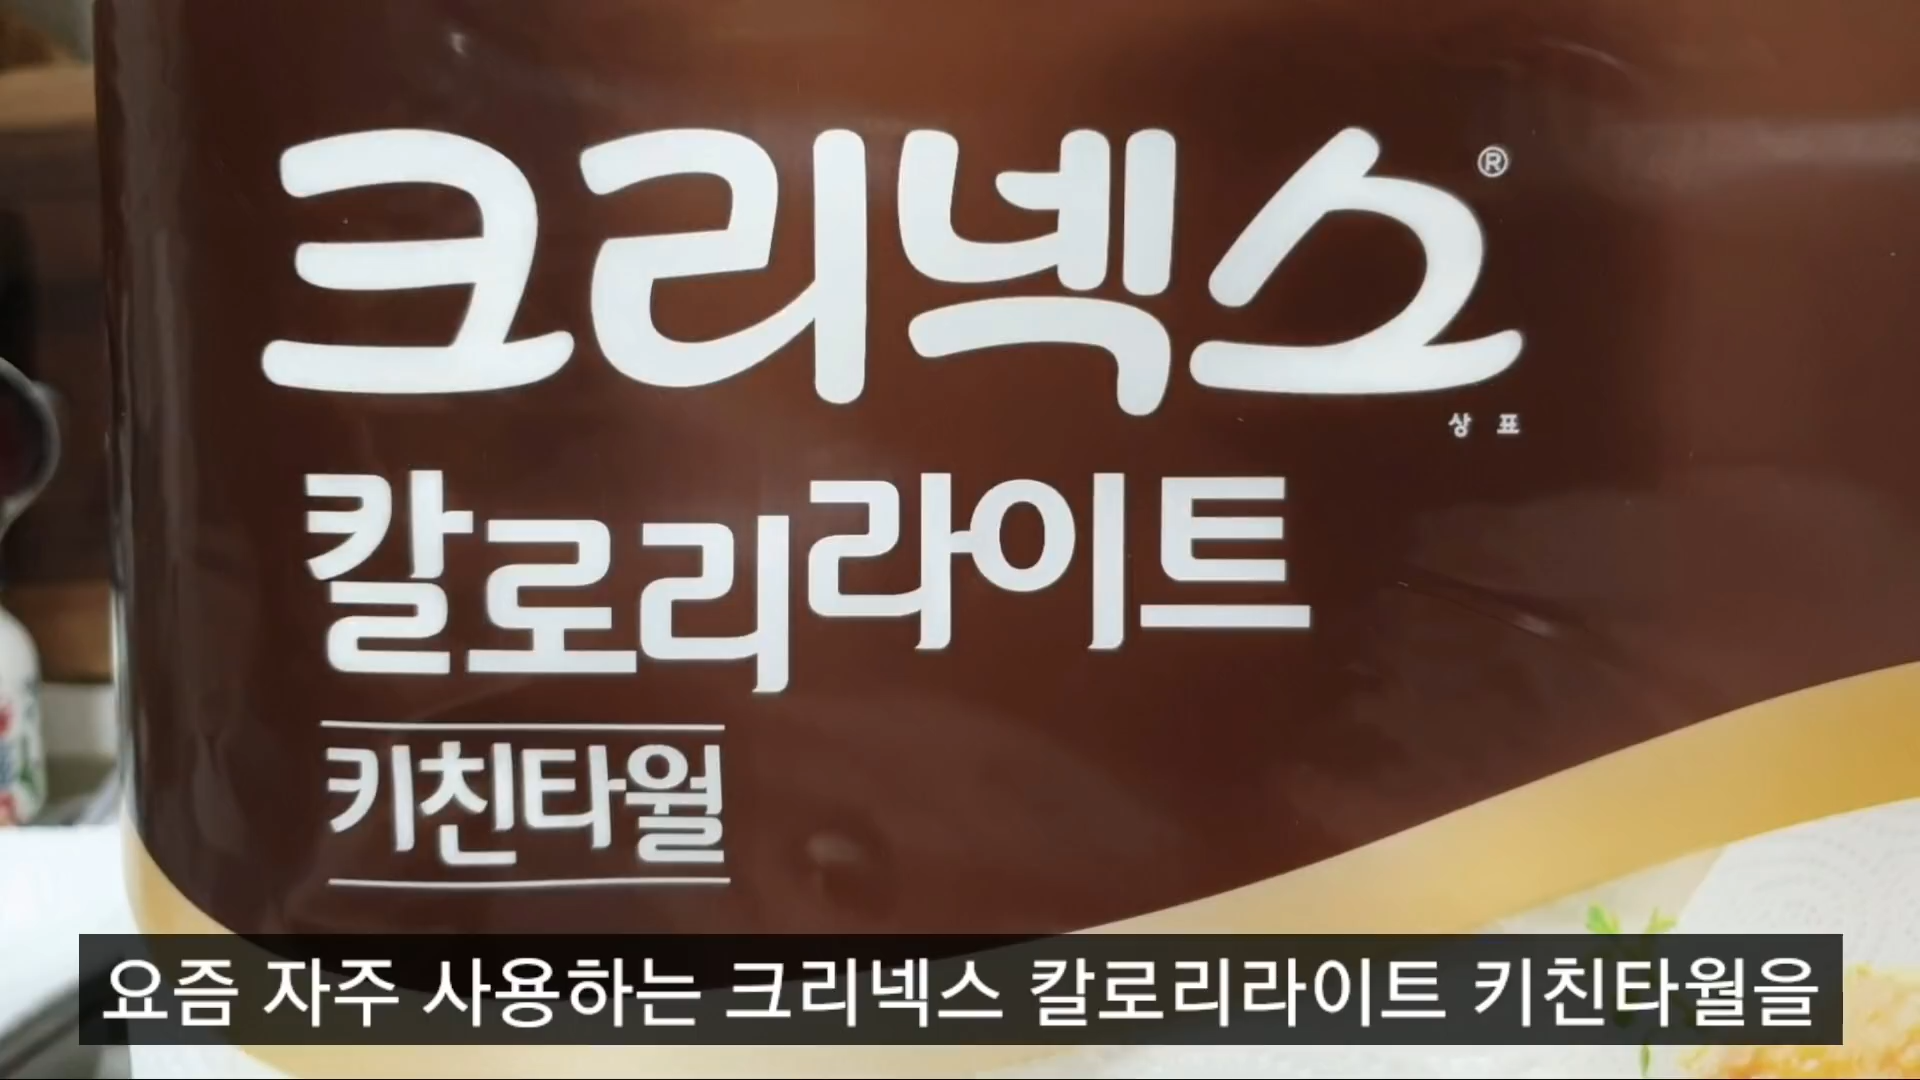 크리넥스®
상표
칼로리라이트
키친타월
요즘 자주 사용하는 크리넥스 칼로리라이트 키친타월을